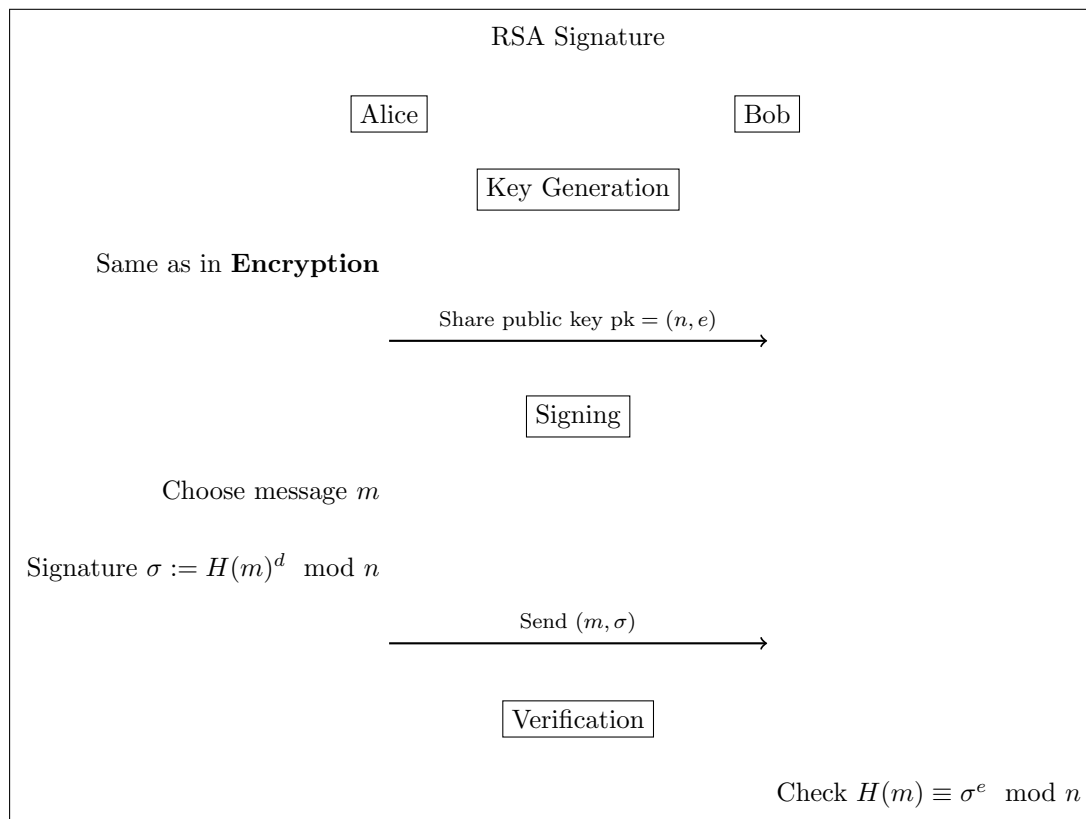 RSA Signature
Alice Bob
Key Generation
Same as in Encryption
Share public key pk = (n, e)
Signing
Choose message m
Signature σ := H(m)^d mod n
Send (m, σ)
Verification
Check H(m) ≡ σ^e mod n